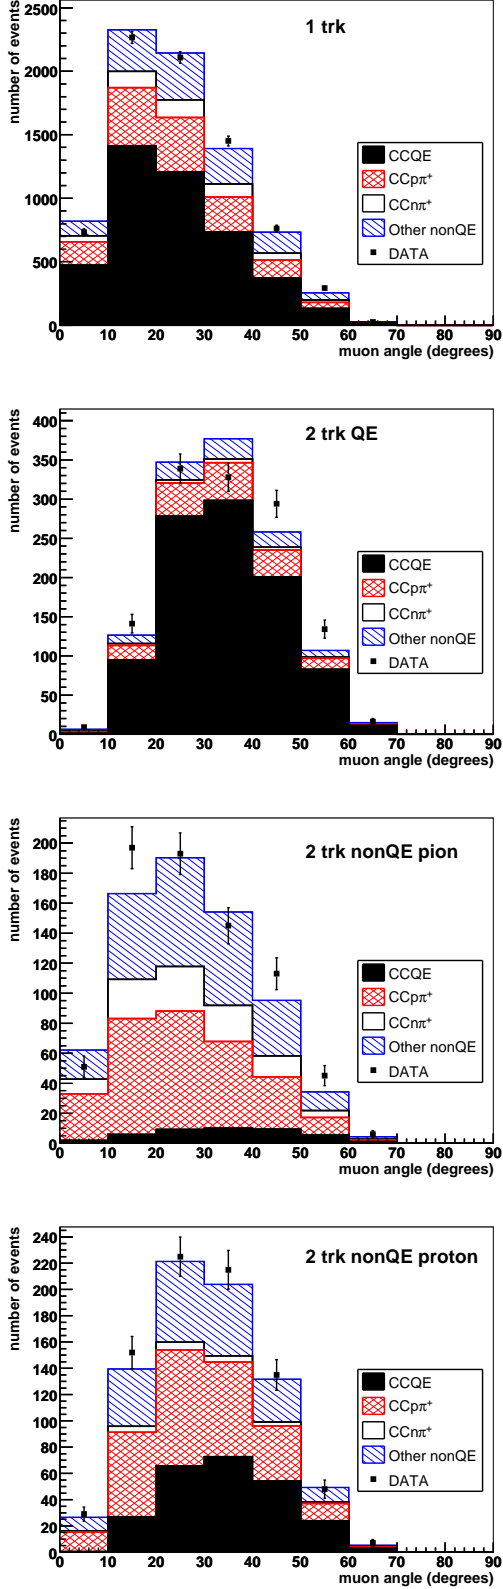 2500
2000
1500
1000
500
0
number of events
1 trk
CCQE
CCpπ⁺
CCnπ⁺
Other nonQE
DATA
0 10 20 30 40 50 60 70 80 90
muon angle (degrees)
400
350
300
250
200
150
100
50
0
number of events
2 trk QE
CCQE
CCpπ⁺
CCnπ⁺
Other nonQE
DATA
0 10 20 30 40 50 60 70 80 90
muon angle (degrees)
200
180
160
140
120
100
80
60
40
20
0
number of events
2 trk nonQE pion
CCQE
CCpπ⁺
CCnπ⁺
Other nonQE
DATA
0 10 20 30 40 50 60 70 80 90
muon angle (degrees)
240
220
200
180
160
140
120
100
80
60
40
20
0
number of events
2 trk nonQE proton
CCQE
CCpπ⁺
CCnπ⁺
Other nonQE
DATA
0 10 20 30 40 50 60 70 80 90
muon angle (degrees)